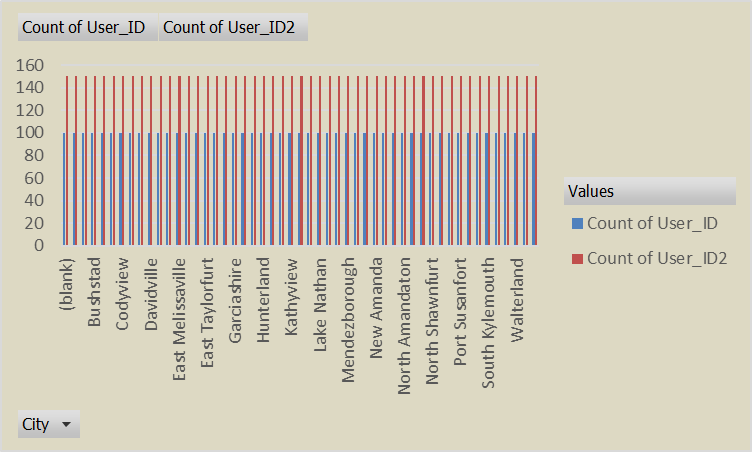 Count of User_ID Count of User_ID2
160
140
120
100
80
60
40
20
0
(blank)
Bushstad
Codyview
Davidville
East Melissaville
East Taylorfurt
Garciashire
Hunterland
Kathyview
Lake Nathan
Mendezborough
New Amanda
North Amandaton
North Shawnfurt
Port Susanfort
South Kylemouth
Walterland
Values
Count of User_ID
Count of User_ID2
City